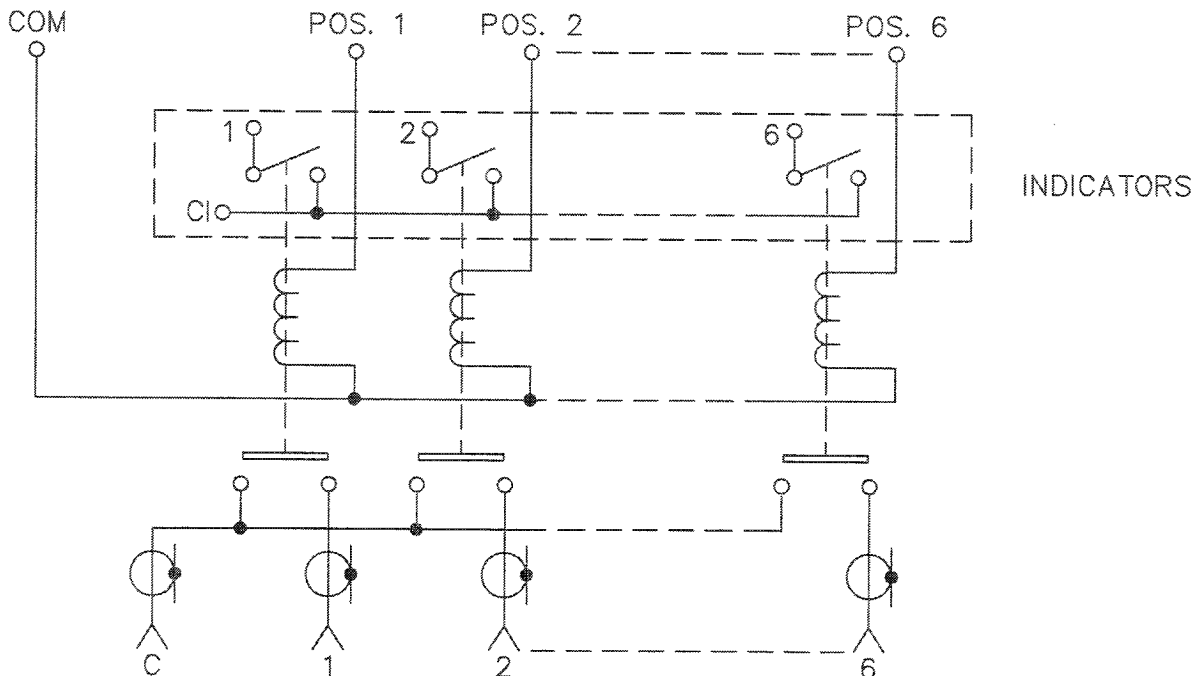 COM POS. 1 POS. 2 POS. 6
1 2 6
INDICATORS
CI
C 1 2 6